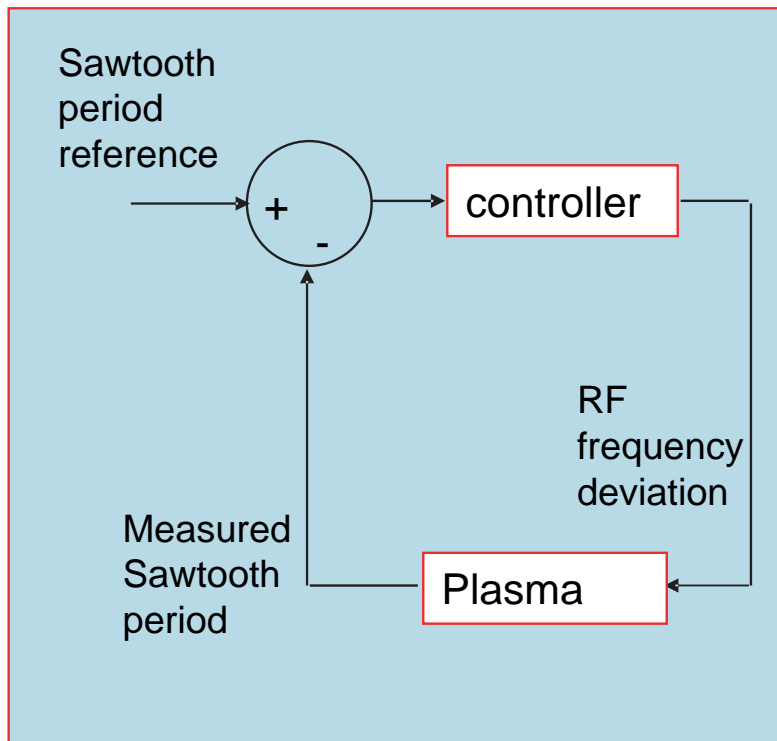 Sawtooth
period
reference
+
-
controller
RF
frequency
deviation
Measured
Sawtooth
period
Plasma